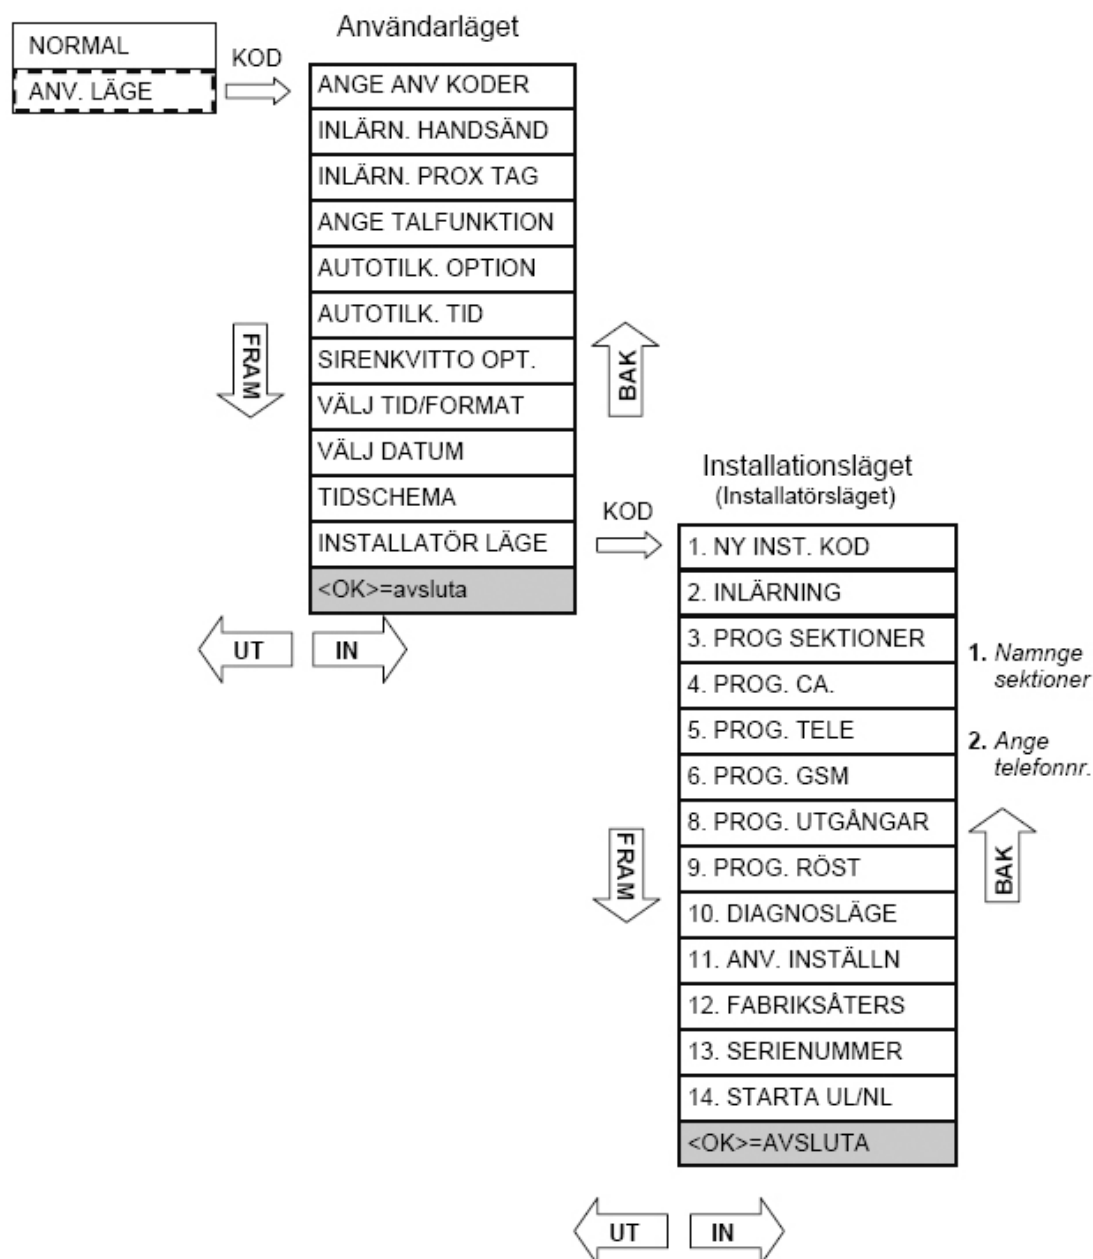 NORMAL
ANV. LÄGE
KOD
Användarläget
ANGE ANV KODER
INLÄRN. HANDSÄND
INLÄRN. PROX TAG
ANGE TALFUNKTION
AUTOTILK. OPTION
AUTOTILK. TID
SIRENKVITTO OPT.
VÄLJ TID/FORMAT
VÄLJ DATUM
TIDSCHEMA
INSTALLATÖR LÄGE
<OK>=avsluta
FRAM
BAK
UT
IN
KOD
Installationsläget
(Installatörsläget)
1. NY INST. KOD
2. INLÄRNING
3. PROG SEKTIONER
4. PROG. CA.
5. PROG. TELE
6. PROG. GSM
8. PROG. UTGÅNGAR
9. PROG. RÖST
10. DIAGNOSLÄGE
11. ANV. INSTÄLLN
12. FABRIKSÅTERS
13. SERIENUMMER
14. STARTA UL/NL
<OK>=AVSLUTA
1. Namnge
sektioner
2. Ange
telefonnr.
FRAM
BAK
UT
IN